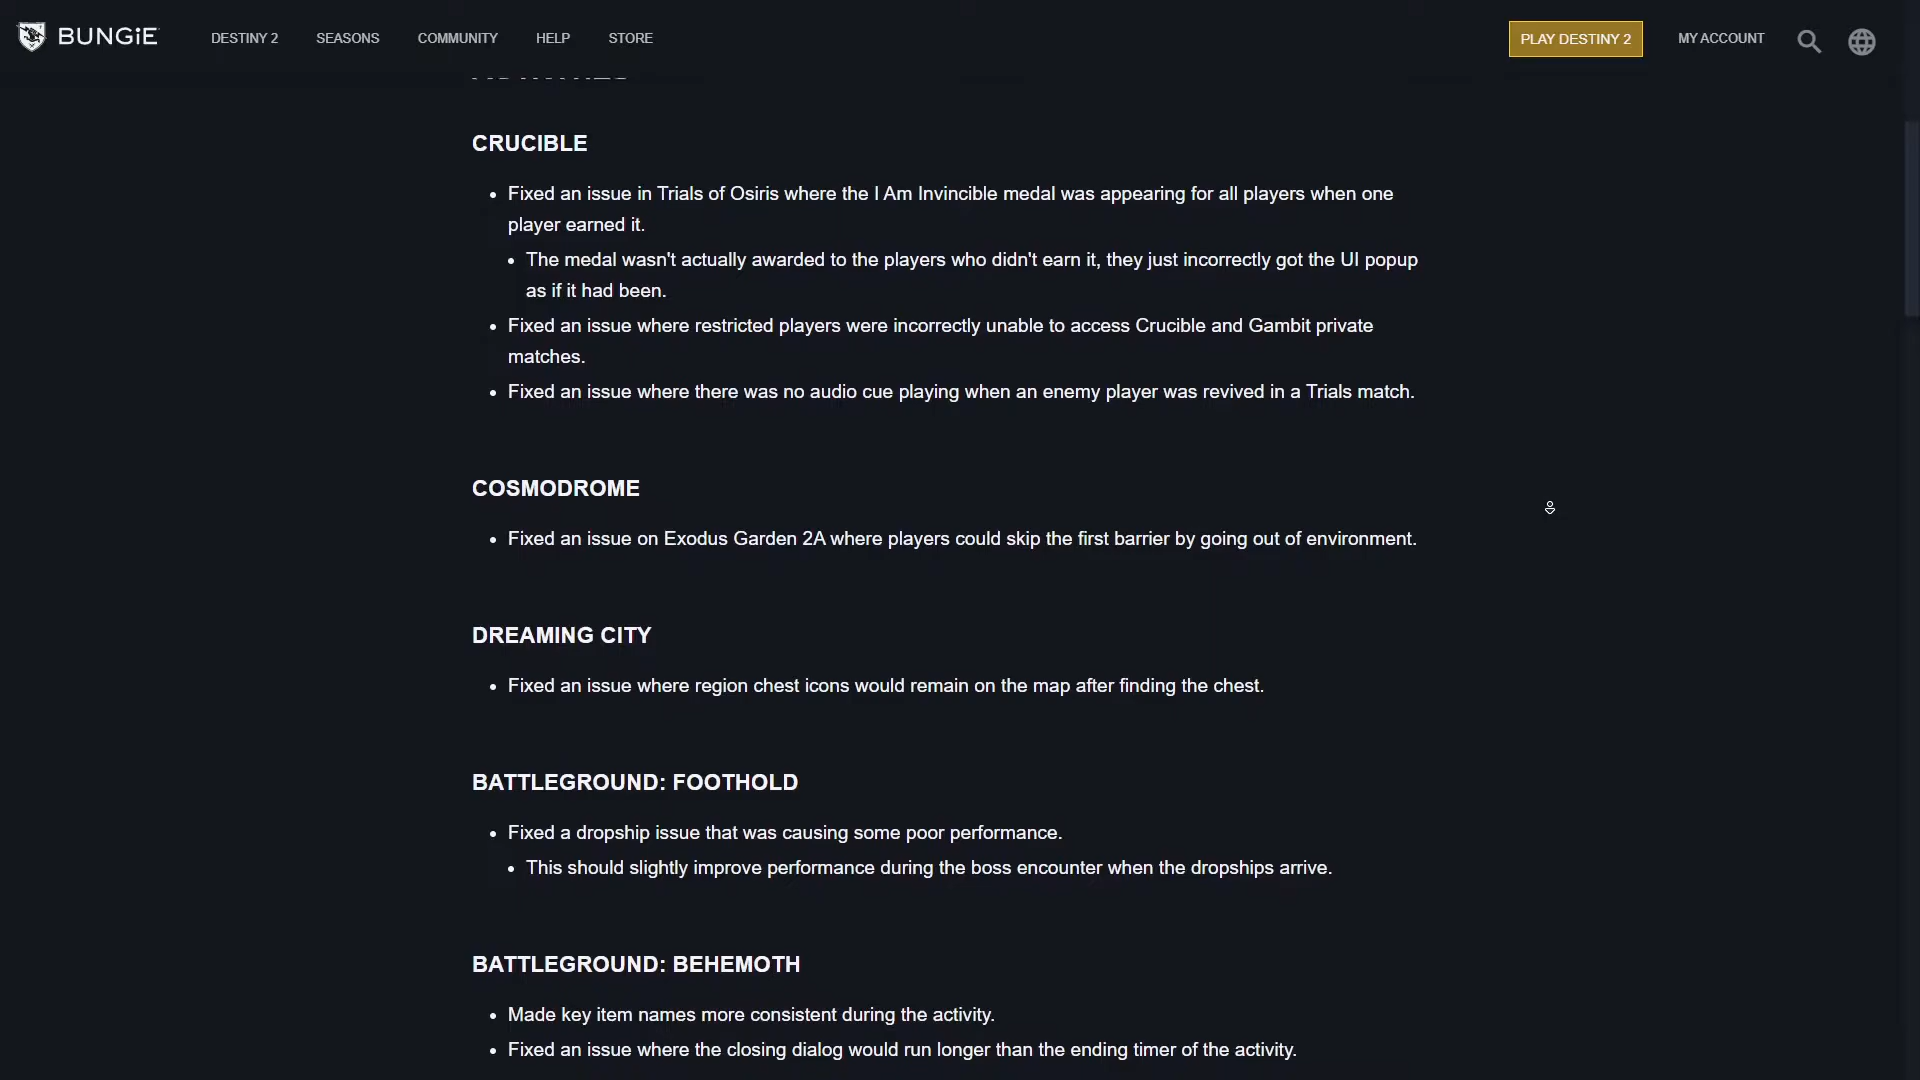 BUNGiE
DESTINY 2 SEASONS COMMUNITY HELP STORE
PLAY DESTINY 2 MY ACCOUNT
CRUCIBLE
• Fixed an issue in Trials of Osiris where the I Am Invincible medal was appearing for all players when one
player earned it.
• The medal wasn't actually awarded to the players who didn't earn it, they just incorrectly got the UI popup
as if it had been.
• Fixed an issue where restricted players were incorrectly unable to access Crucible and Gambit private
matches.
• Fixed an issue where there was no audio cue playing when an enemy player was revived in a Trials match.
COSMODROME
• Fixed an issue on Exodus Garden 2A where players could skip the first barrier by going out of environment.
DREAMING CITY
• Fixed an issue where region chest icons would remain on the map after finding the chest.
BATTLEGROUND: FOOTHOLD
• Fixed a dropship issue that was causing some poor performance.
• This should slightly improve performance during the boss encounter when the dropships arrive.
BATTLEGROUND: BEHEMOTH
• Made key item names more consistent during the activity.
• Fixed an issue where the closing dialog would run longer than the ending timer of the activity.